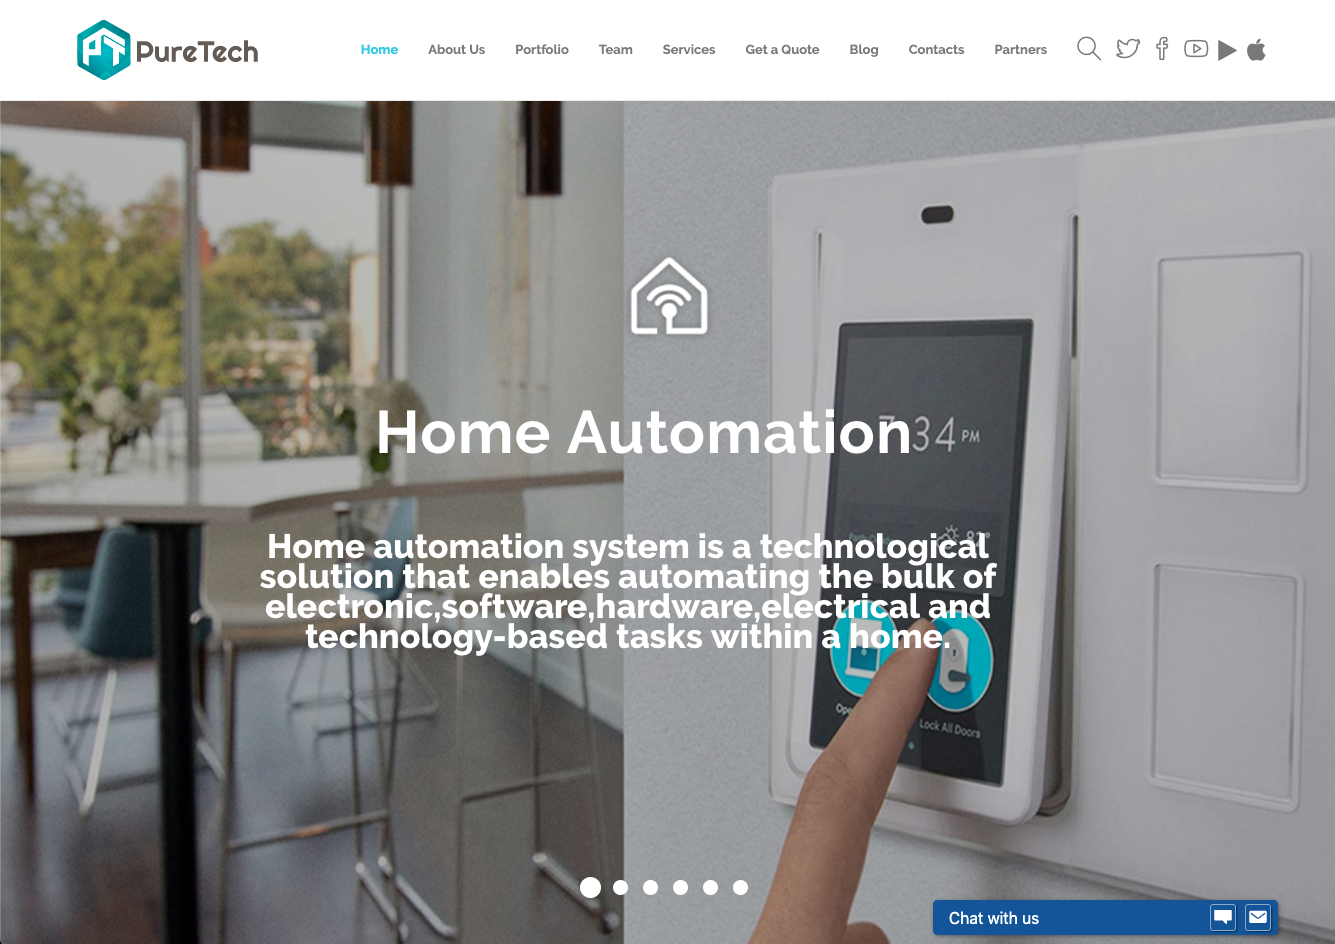 PureTech
Home About Us Portfolio Team Services Get a Quote Blog Contacts Partners
Home Automation
34 PM
Home automation system is a technological
solution that enables automating the bulk of
electronic,software,hardware,electrical and
technology-based tasks within a home.
Lock All Doors
Chat with us